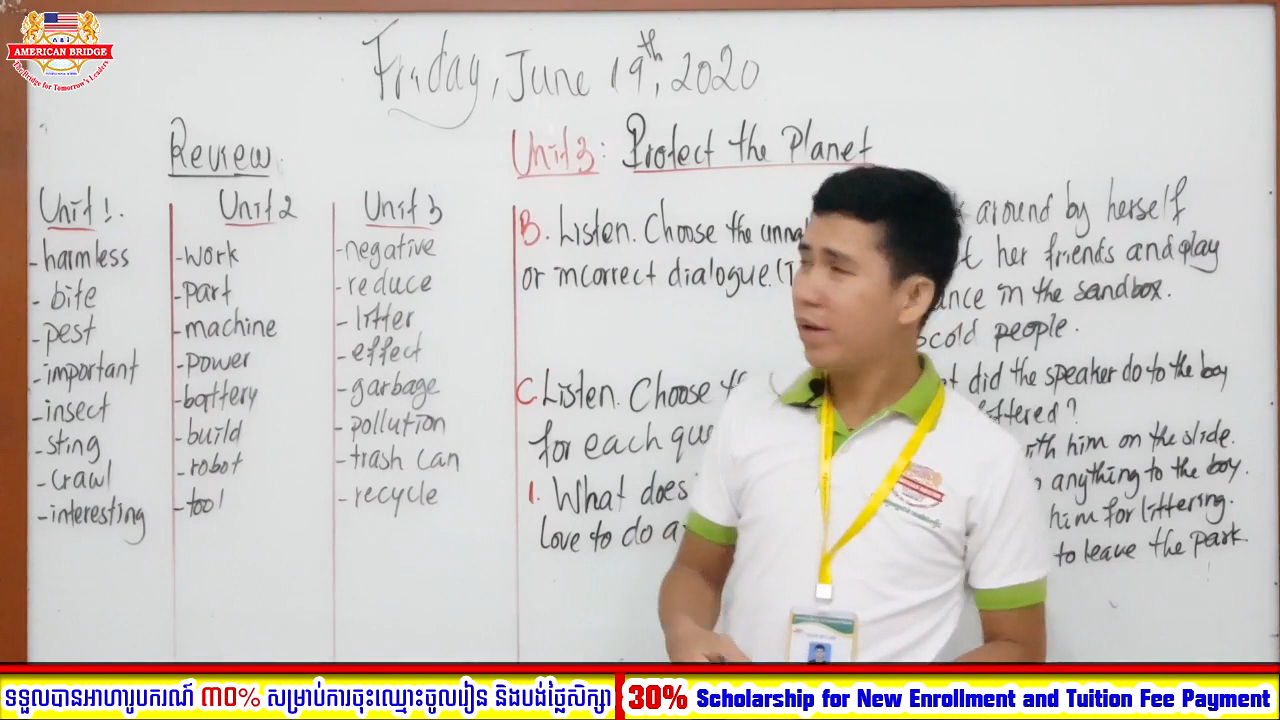 AMERICAN BRIDGE
The Bridge for Tomorrow's Leaders
Friday, June 19th, 2020
Review
Unit 1.
-harmless
-bite
-pest
-important
-insect
-sting
-crawl
-interesting
Unit 2
-work
-part
-machine
-power
-battery
-build
-robot
-tool
Unit 3
-negative
-reduce
-litter
-effect
-garbage
-pollution
-trash can
-recycle
Unit 3: Protect the Planet
B. Listen. Choose the
or incorrect dialogue.
C Listen. Choose
for each
1. What does
love to do
around by herself
her friends and play
in the sandbox.
scold people.
did the speaker do to the boy
littered?
with him on the slide.
anything to the boy.
him for littering.
to leave the park.
ទទួលបានអាហារូបករណ៍ ៣០% សម្រាប់ការចុះឈ្មោះចូលរៀន និងបង់ថ្លៃសិក្សា
30% Scholarship for New Enrollment and Tuition Fee Payment